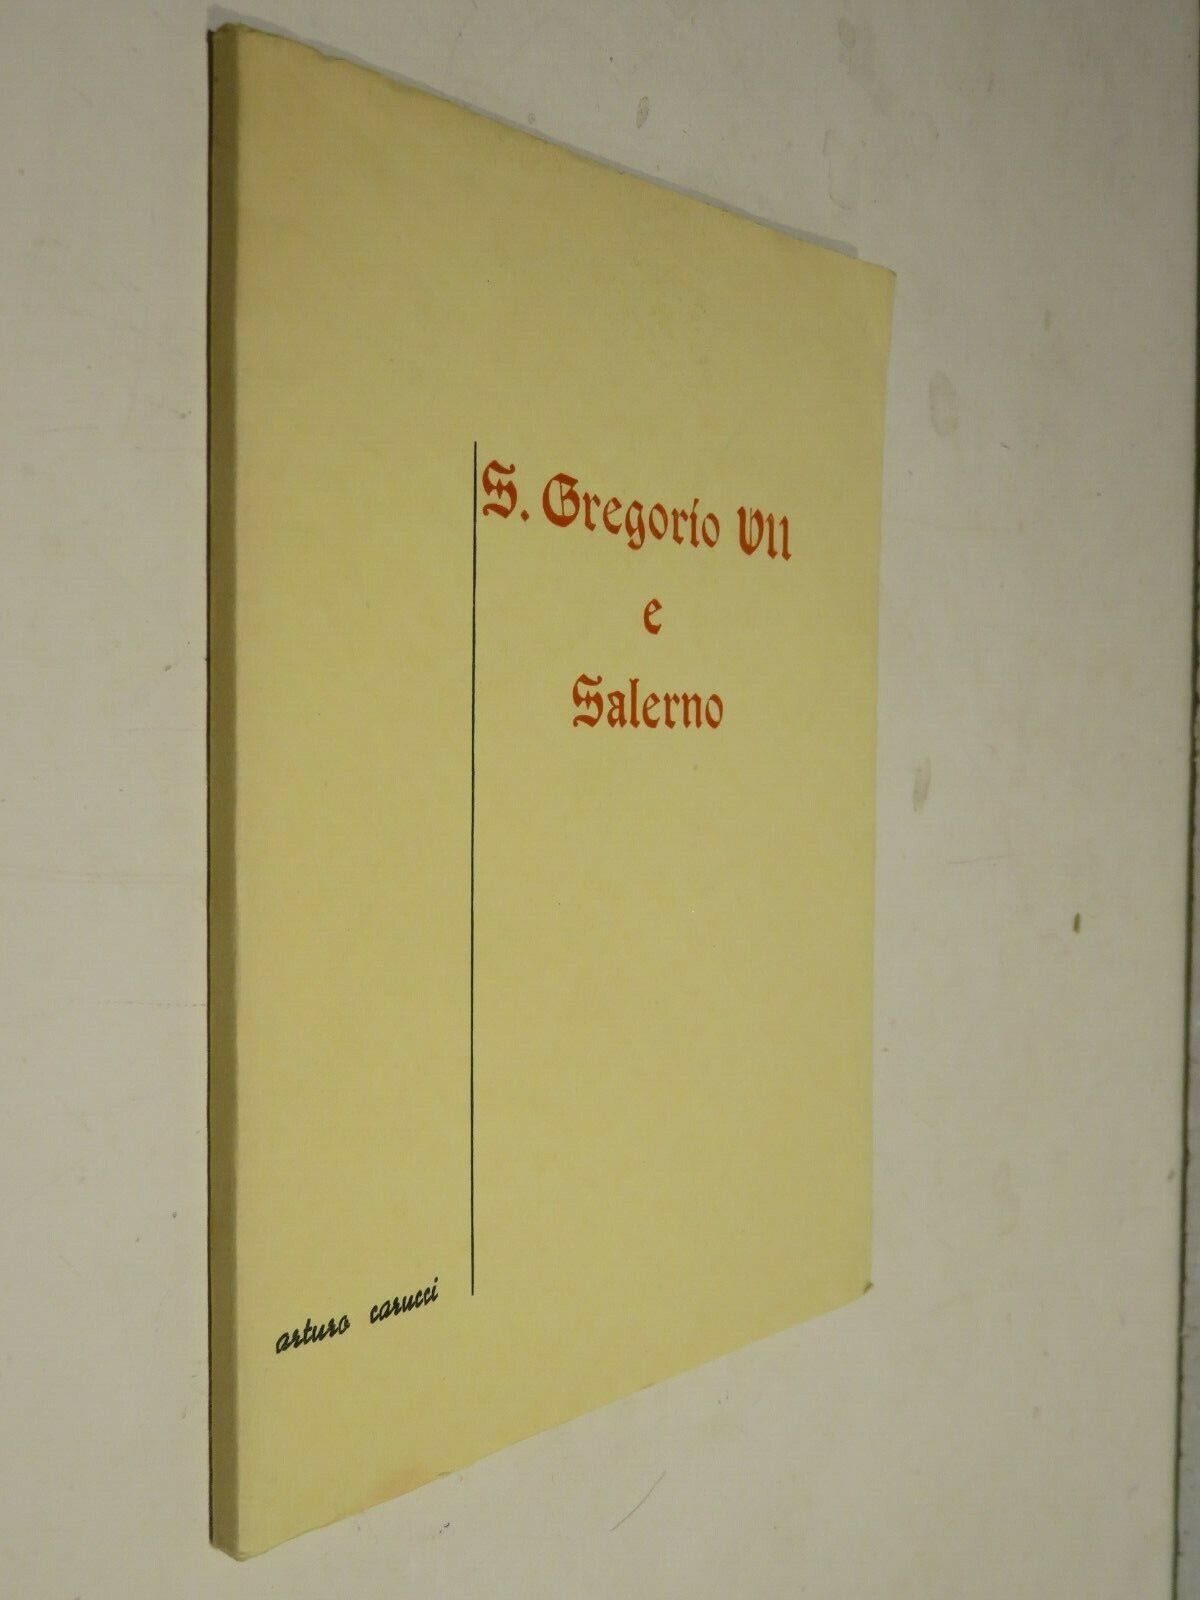 S. Gregorio VII
e
Salerno
arturo carucci